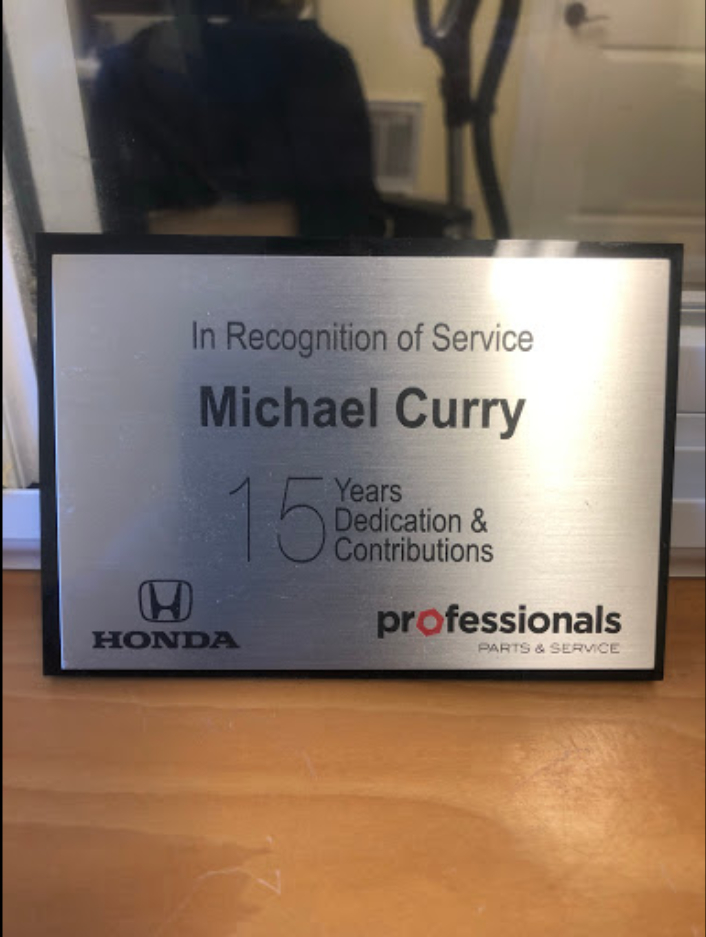 In Recognition of Service
Michael Curry
15 Years
Dedication &
Contributions
HONDA
professionals
PARTS & SERVICE